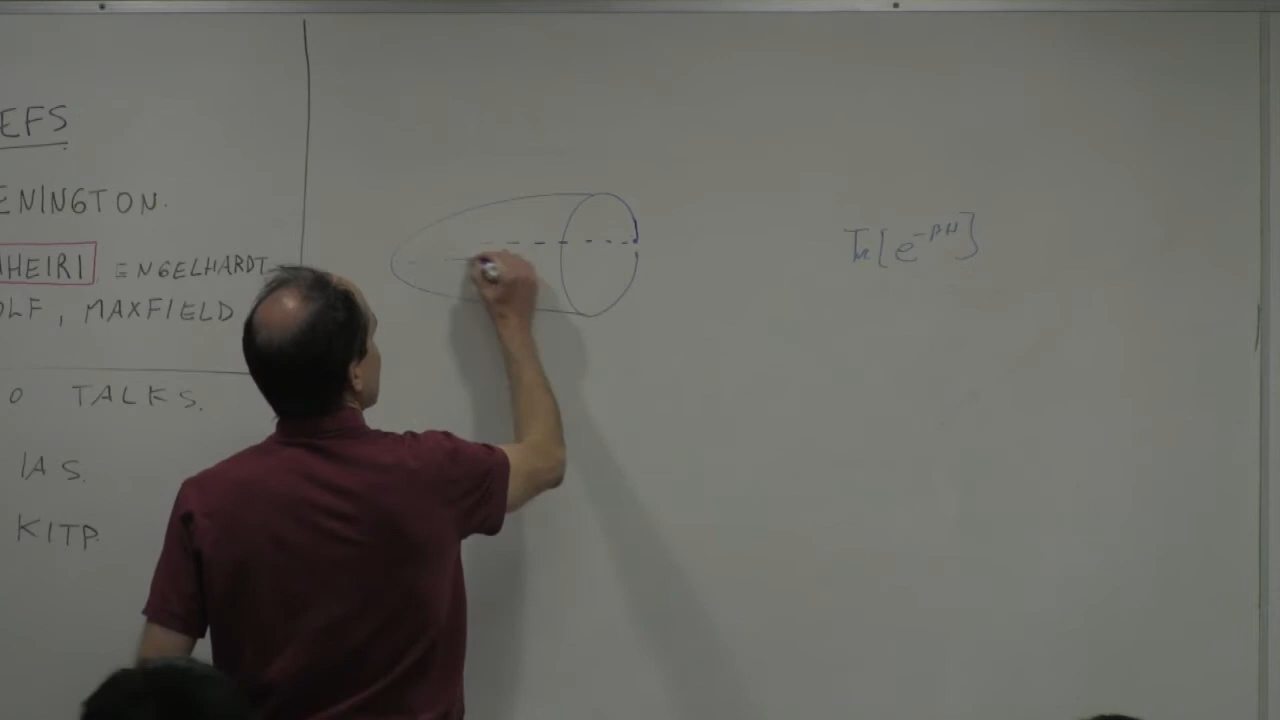 EFS
ENINGTON.
HEIRI ENGELHARDT
OLF, MAXFIELD
O TALKS.
IAS.
KITP.
Tr[e^{-βH}]